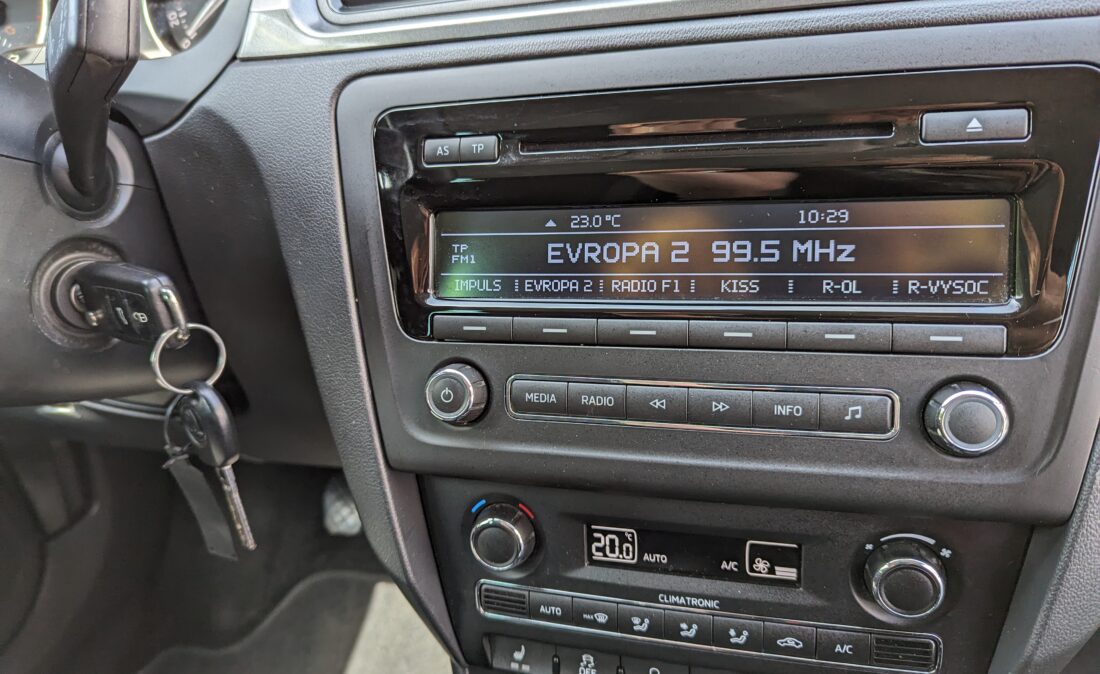 AS TP
23.0 °C 10:29
TP
FM1
EVROPA 2 99.5 MHz
IMPULS EVROPA 2 RADIO F1 KISS R-OL R-VYSOC
MEDIA RADIO INFO
20.0 °C AUTO A/C
CLIMATRONIC
AUTO MAX A/C
OFF